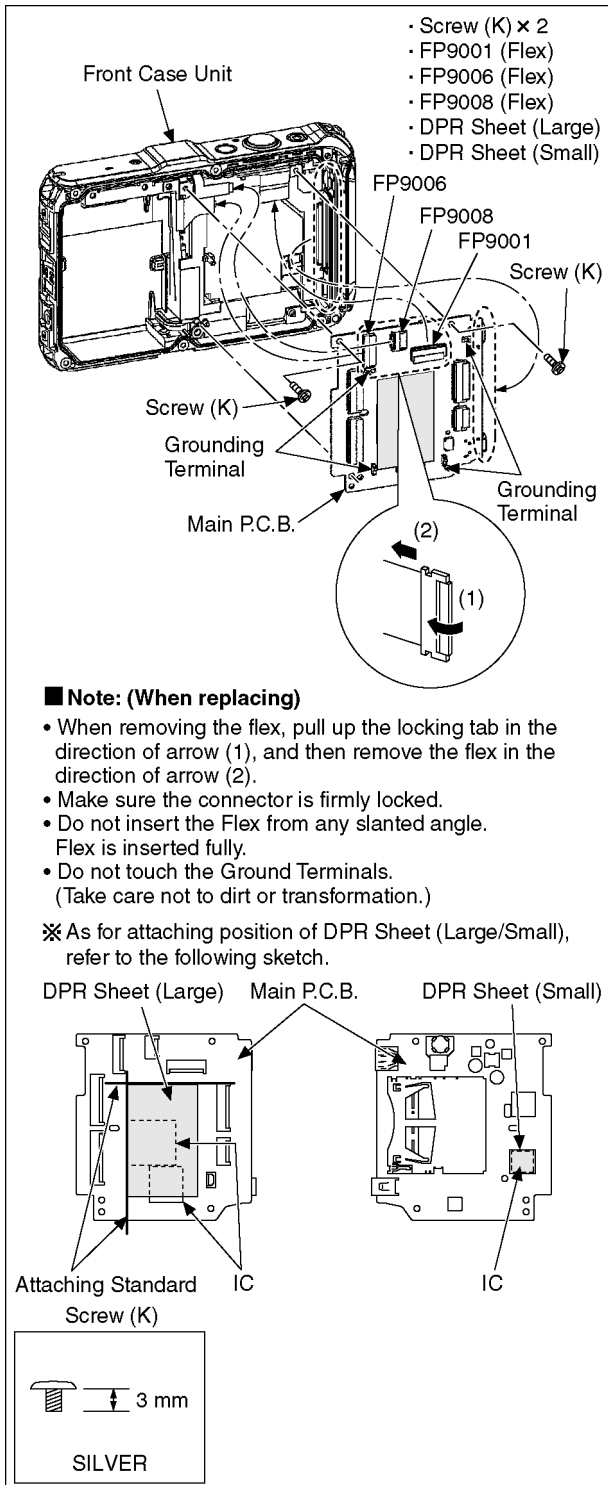 · Screw (K) × 2
· FP9001 (Flex)
· FP9006 (Flex)
· FP9008 (Flex)
· DPR Sheet (Large)
· DPR Sheet (Small)
Front Case Unit
FP9006
FP9008
FP9001
Screw (K)
Screw (K)
Grounding
Terminal
Grounding
Terminal
Main P.C.B.
(2)
(1)
■ Note: (When replacing)
• When removing the flex, pull up the locking tab in the
direction of arrow (1), and then remove the flex in the
direction of arrow (2).
• Make sure the connector is firmly locked.
• Do not insert the Flex from any slanted angle.
Flex is inserted fully.
• Do not touch the Ground Terminals.
(Take care not to dirt or transformation.)
※ As for attaching position of DPR Sheet (Large/Small),
refer to the following sketch.
DPR Sheet (Large) Main P.C.B. DPR Sheet (Small)
Attaching Standard IC IC
Screw (K)
3 mm
SILVER